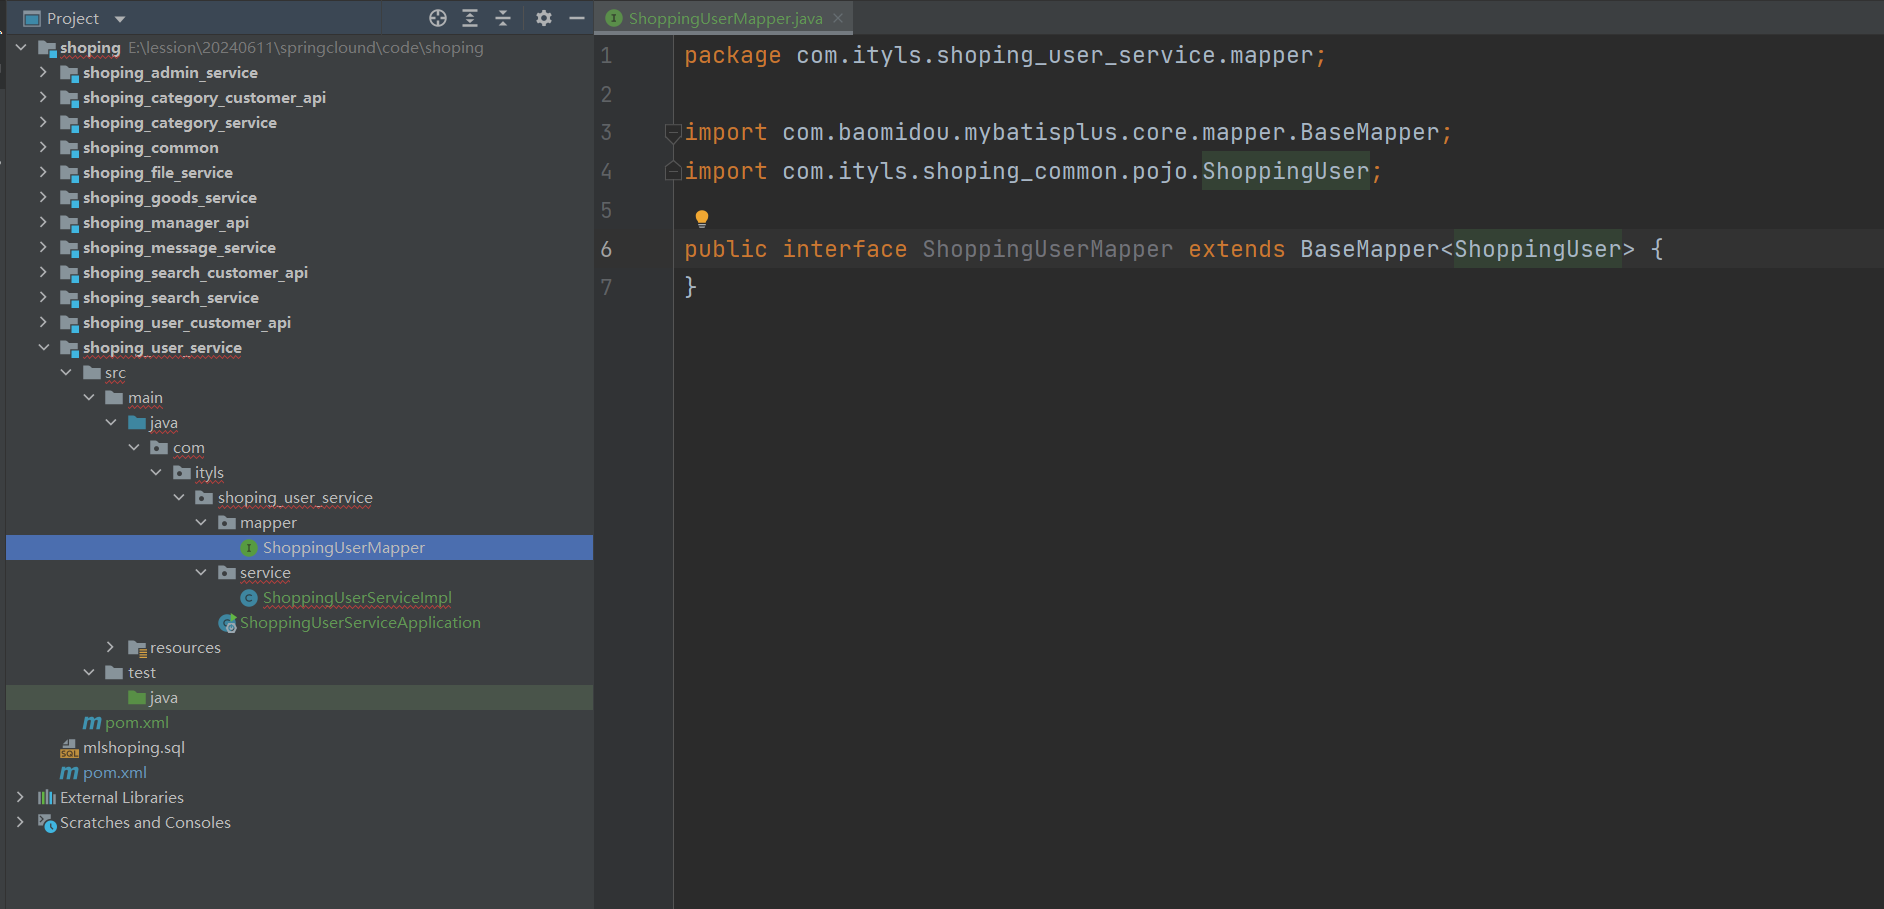 Project
shoping E:\lession\20240611\springclound\code\shoping
shoping_admin_service
shoping_category_customer_api
shoping_category_service
shoping_common
shoping_file_service
shoping_goods_service
shoping_manager_api
shoping_message_service
shoping_search_customer_api
shoping_search_service
shoping_user_customer_api
shoping_user_service
src
main
java
com
ityls
shoping_user_service
mapper
ShoppingUserMapper
service
ShoppingUserServiceImpl
ShoppingUserServiceApplication
resources
test
java
pom.xml
mlshoping.sql
pom.xml
External Libraries
Scratches and Consoles
ShoppingUserMapper.java
1 package com.ityls.shoping_user_service.mapper;
2
3 import com.baomidou.mybatisplus.core.mapper.BaseMapper;
4 import com.ityls.shoping_common.pojo.ShoppingUser;
5
6 public interface ShoppingUserMapper extends BaseMapper<ShoppingUser> {
7 }